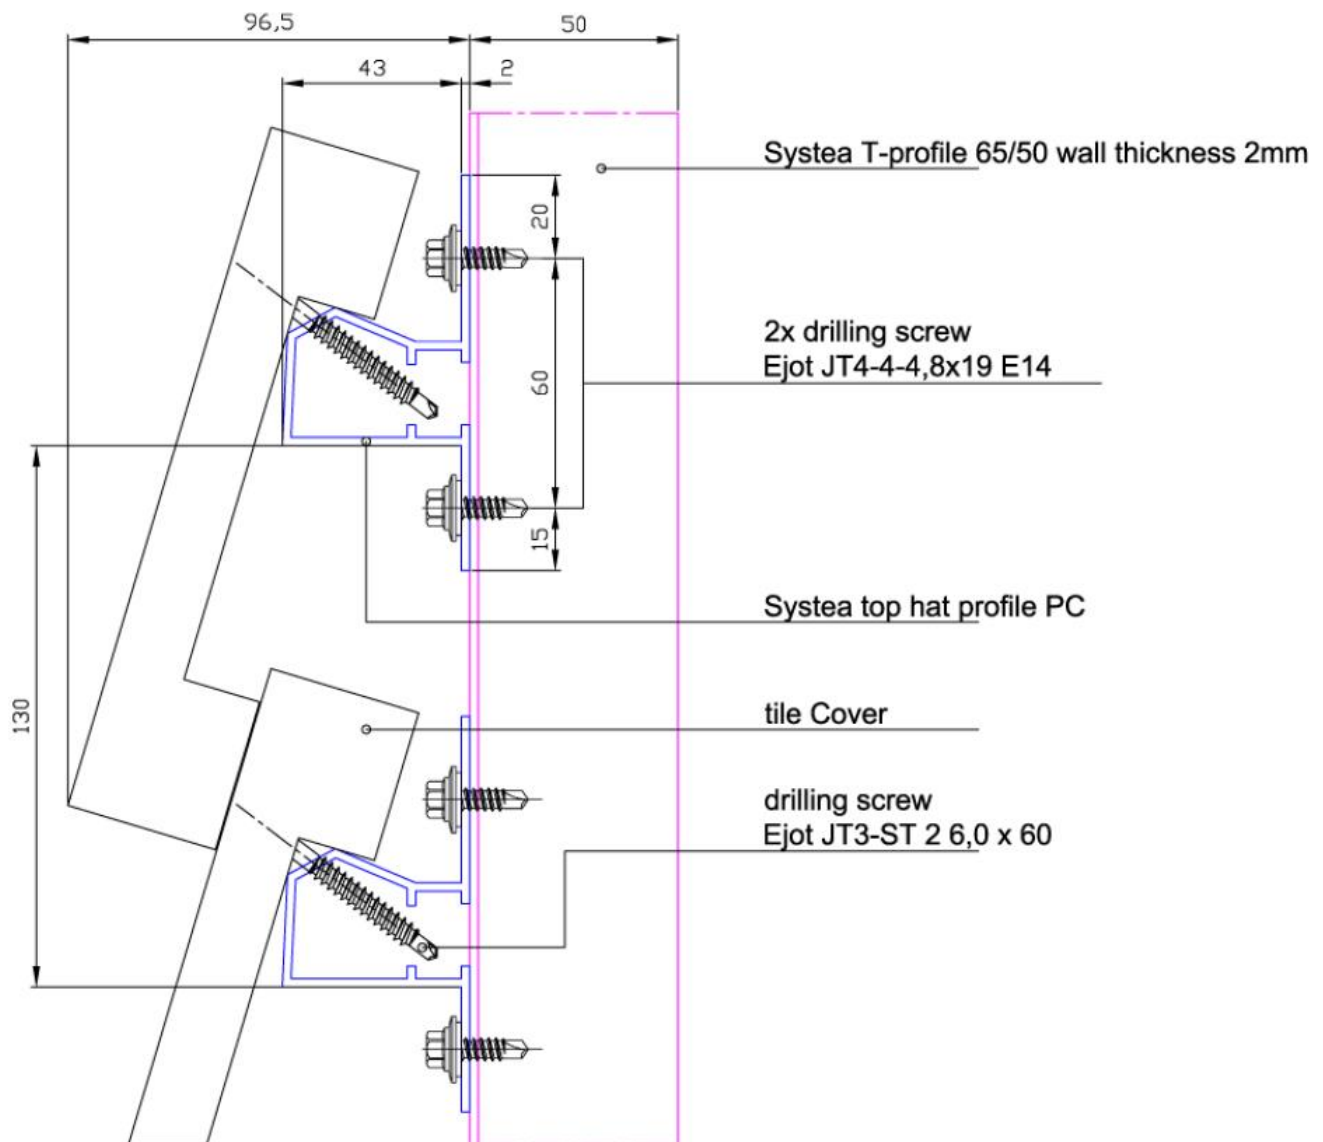 96,5
50
43
2
Systea T-profile 65/50 wall thickness 2mm
20
2x drilling screw
Ejot JT4-4-4,8x19 E14
60
15
Systea top hat profile PC
130
tile Cover
drilling screw
Ejot JT3-ST 2 6,0 x 60